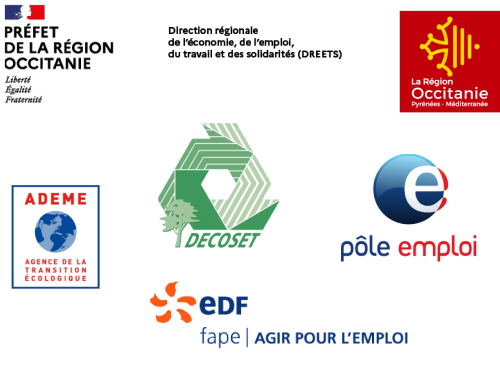 PRÉFET
DE LA RÉGION
OCCITANIE
Liberté
Égalité
Fraternité
Direction régionale
de l'économie, de l'emploi,
du travail et des solidarités (DREETS)
La Région
Occitanie
Pyrénées - Méditerranée
ADEME
AGENCE DE LA
TRANSITION
ÉCOLOGIQUE
DECOSET
e
pôle emploi
eDF
fape | AGIR POUR L'EMPLOI